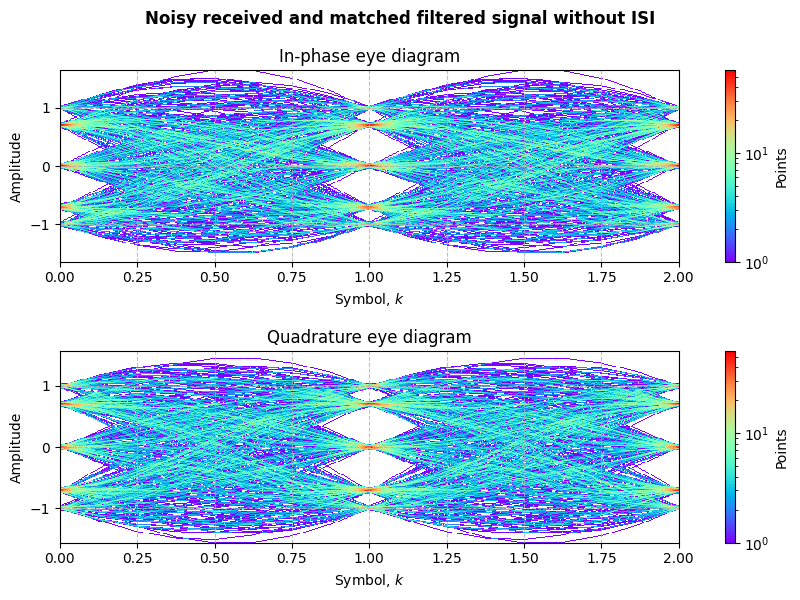 Noisy received and matched filtered signal without ISI
In-phase eye diagram
Amplitude
1
0
−1
0.00 0.25 0.50 0.75 1.00 1.25 1.50 1.75 2.00
Symbol, k
10¹
10⁰
Points
Quadrature eye diagram
Amplitude
1
0
−1
0.00 0.25 0.50 0.75 1.00 1.25 1.50 1.75 2.00
Symbol, k
10¹
10⁰
Points